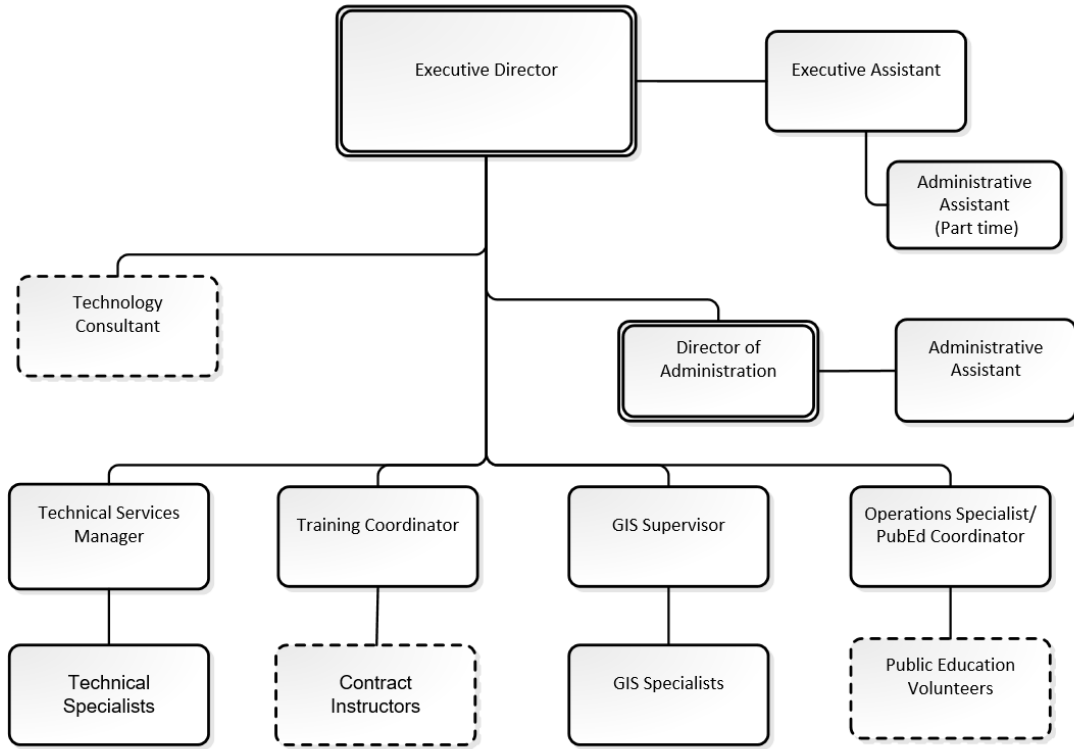 Executive Director
Executive Assistant
Administrative
Assistant
(Part time)
Technology
Consultant
Director of
Administration
Administrative
Assistant
Technical Services
Manager
Training Coordinator
GIS Supervisor
Operations Specialist/
PubEd Coordinator
Technical
Specialists
Contract
Instructors
GIS Specialists
Public Education
Volunteers